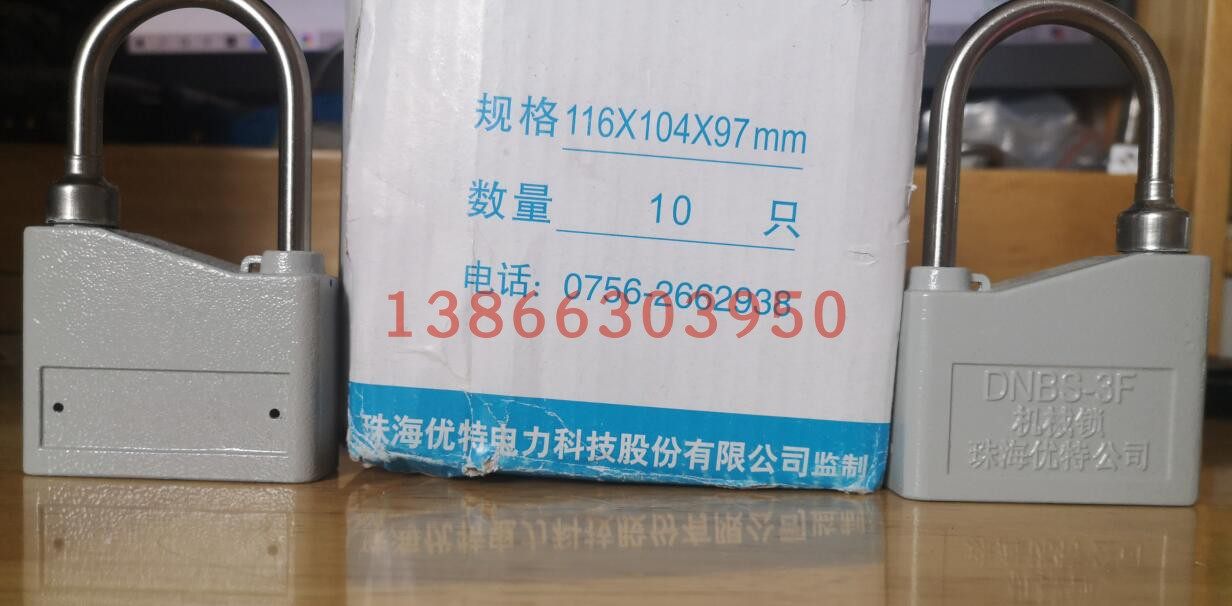 规格 116X104X97mm
数量 10 只
电话: 0756-2662938
13866303950
珠海优特电力科技股份有限公司监制
DNBS-3F
机械锁
珠海优特公司